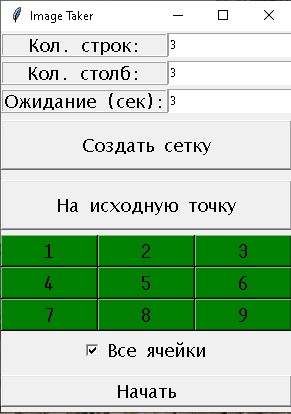 Image Taker
Кол. строк: 3
Кол. столб: 3
Ожидание (сек): 3
Создать сетку
На исходную точку
1 2 3
4 5 6
7 8 9
Все ячейки
Начать